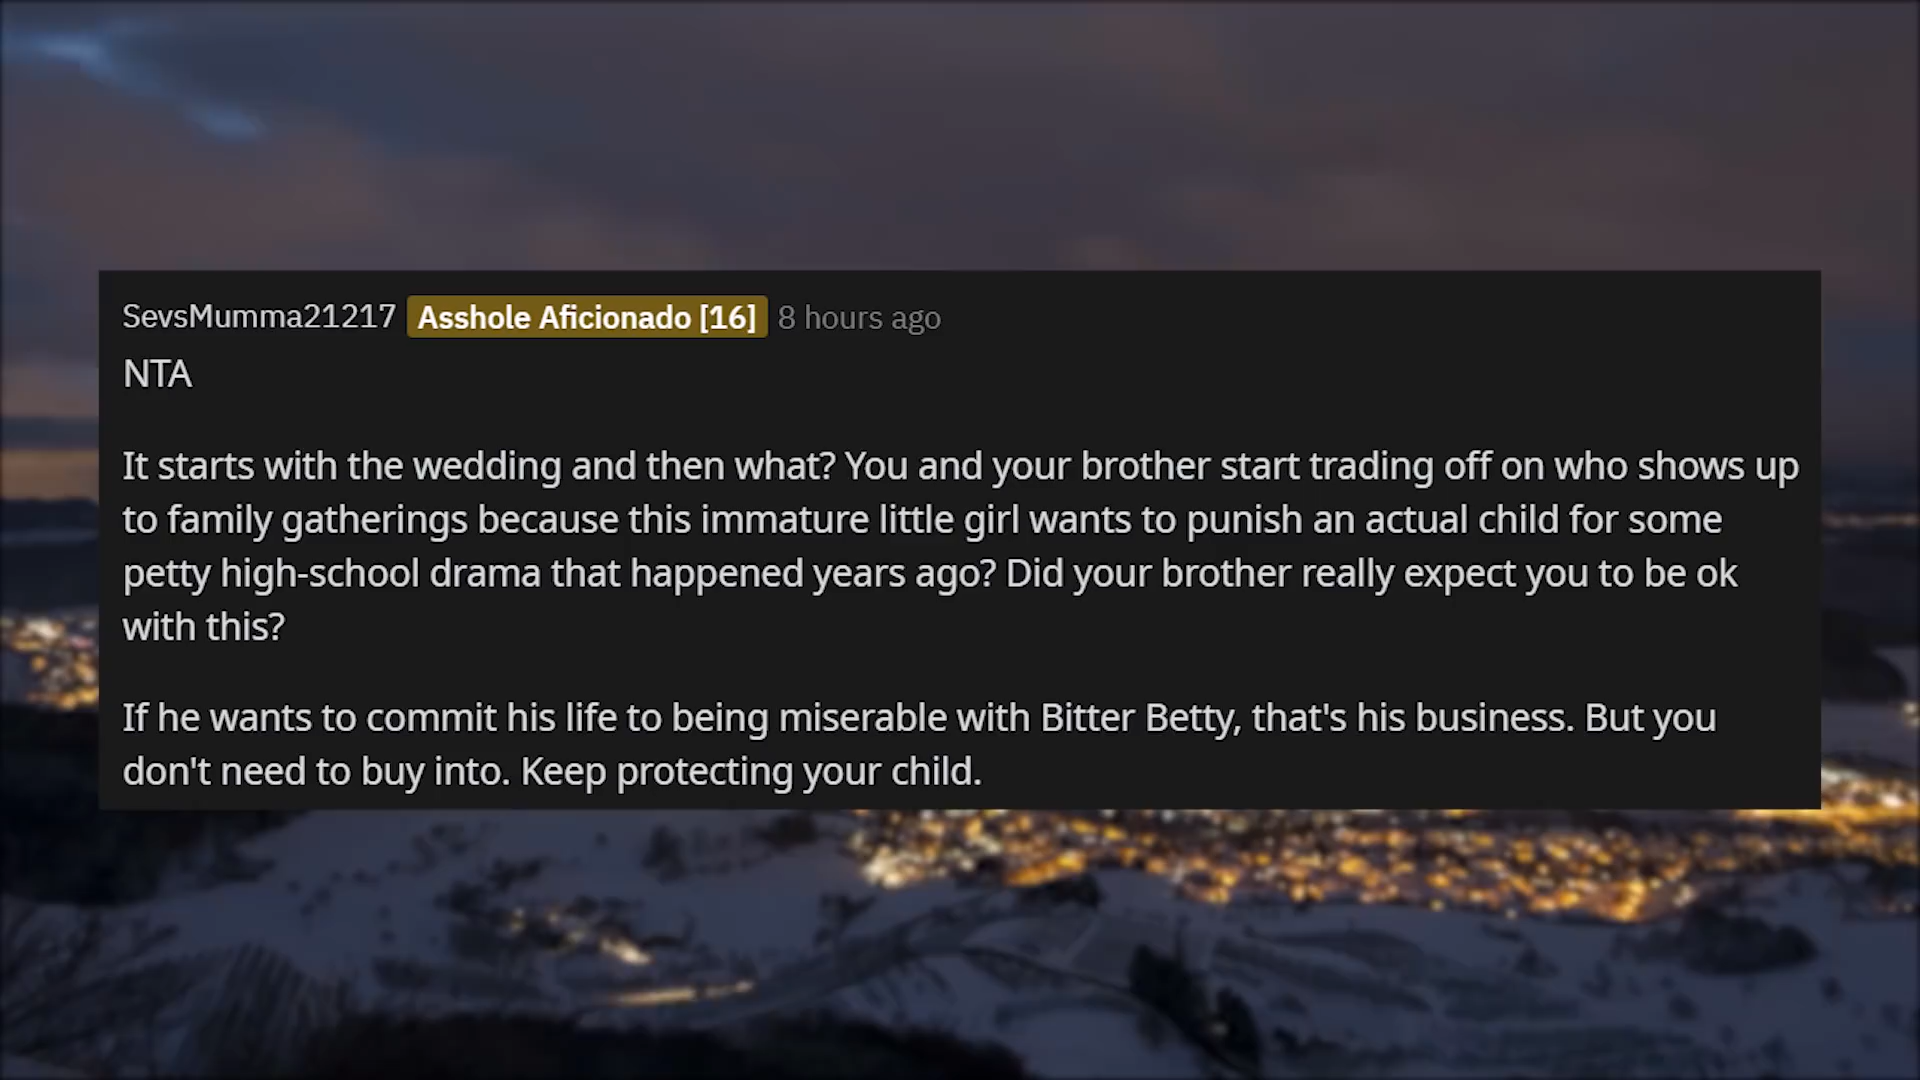 SevsMumma21217 Asshole Aficionado [16] 8 hours ago
NTA
It starts with the wedding and then what? You and your brother start trading off on who shows up
to family gatherings because this immature little girl wants to punish an actual child for some
petty high-school drama that happened years ago? Did your brother really expect you to be ok
with this?
If he wants to commit his life to being miserable with Bitter Betty, that's his business. But you
don't need to buy into. Keep protecting your child.